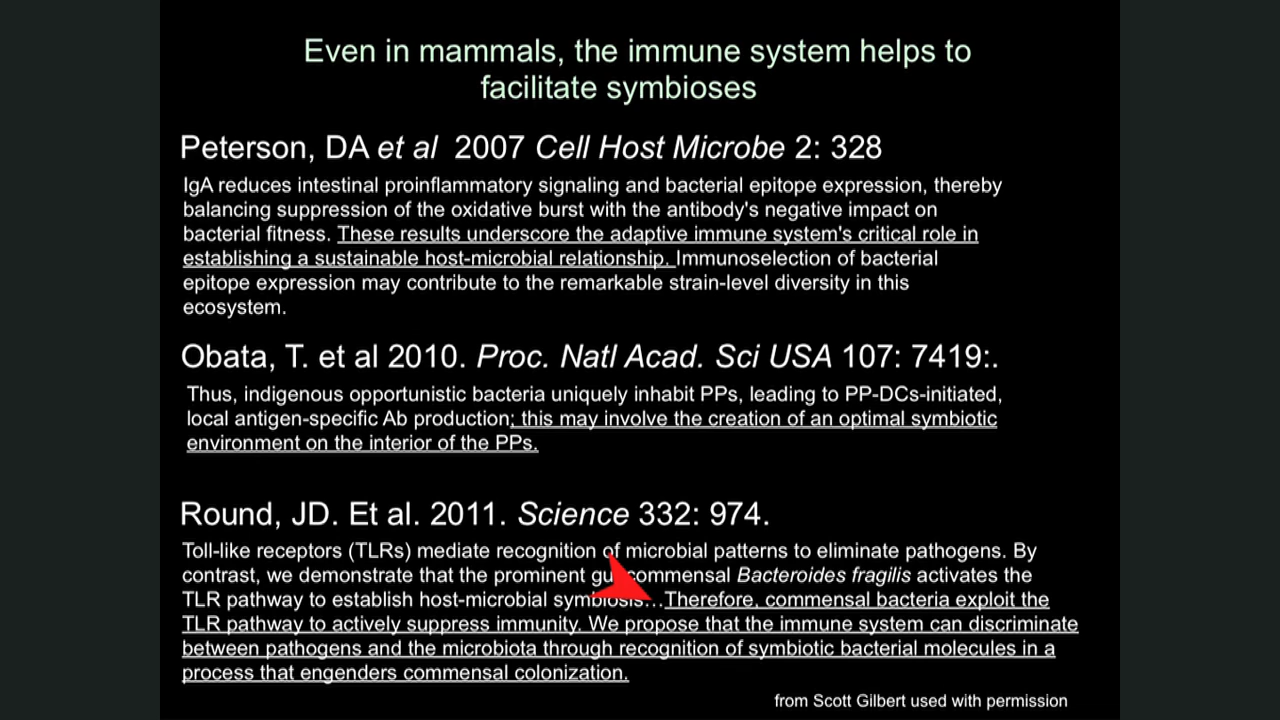 Even in mammals, the immune system helps to
facilitate symbioses
Peterson, DA et al 2007 Cell Host Microbe 2: 328
IgA reduces intestinal proinflammatory signaling and bacterial epitope expression, thereby
balancing suppression of the oxidative burst with the antibody's negative impact on
bacterial fitness. These results underscore the adaptive immune system's critical role in
establishing a sustainable host-microbial relationship. Immunoselection of bacterial
epitope expression may contribute to the remarkable strain-level diversity in this
ecosystem.
Obata, T. et al 2010. Proc. Natl Acad. Sci USA 107: 7419:.
Thus, indigenous opportunistic bacteria uniquely inhabit PPs, leading to PP-DCs-initiated,
local antigen-specific Ab production; this may involve the creation of an optimal symbiotic
environment on the interior of the PPs.
Round, JD. Et al. 2011. Science 332: 974.
Toll-like receptors (TLRs) mediate recognition of microbial patterns to eliminate pathogens. By
contrast, we demonstrate that the prominent gut commensal Bacteroides fragilis activates the
TLR pathway to establish host-microbial symbiosis…Therefore, commensal bacteria exploit the
TLR pathway to actively suppress immunity. We propose that the immune system can discriminate
between pathogens and the microbiota through recognition of symbiotic bacterial molecules in a
process that engenders commensal colonization.
from Scott Gilbert used with permission